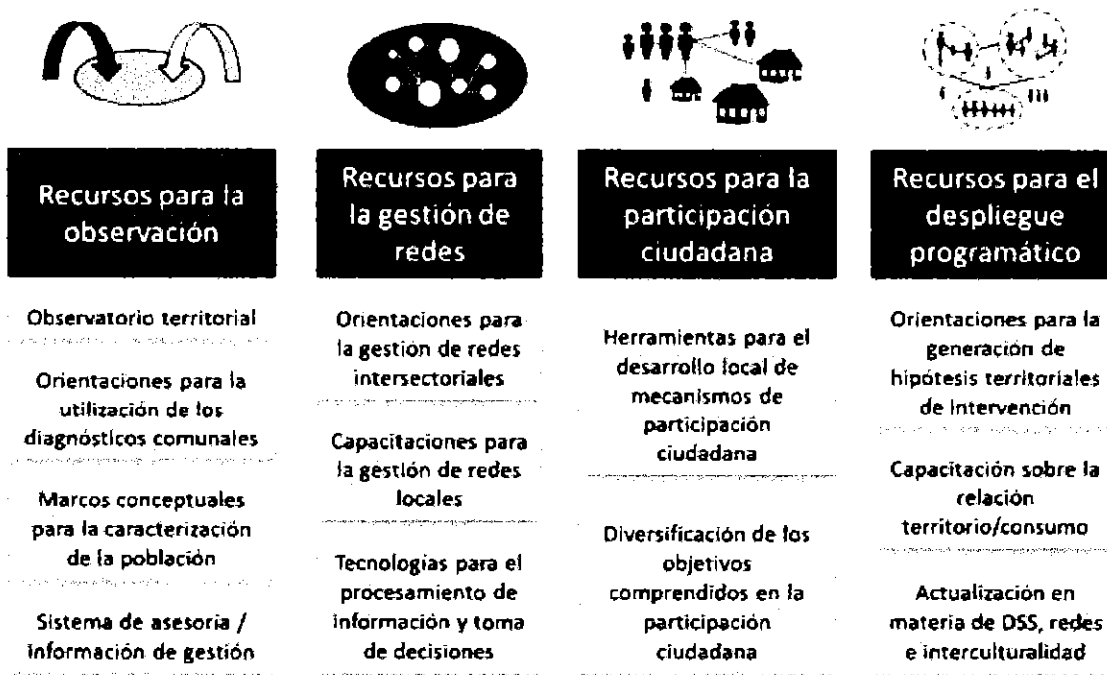 Recursos para la
observación
Observatorio territorial
Orientaciones para la
utilización de los
diagnósticos comunales
Marcos conceptuales
para la caracterización
de la población
Sistema de asesoría /
información de gestión
Recursos para
la gestión de
redes
Orientaciones para
la gestión de redes
intersectoriales
Capacitaciones para
la gestión de redes
locales
Tecnologías para el
procesamiento de
información y toma
de decisiones
Recursos para la
participación
ciudadana
Herramientas para el
desarrollo local de
mecanismos de
participación
ciudadana
Diversificación de los
objetivos
comprendidos en la
participación
ciudadana
Recursos para el
despliegue
programático
Orientaciones para la
generación de
hipótesis territoriales
de intervención
Capacitación sobre la
relación
territorio/consumo
Actualización en
materia de DSS, redes
e interculturalidad